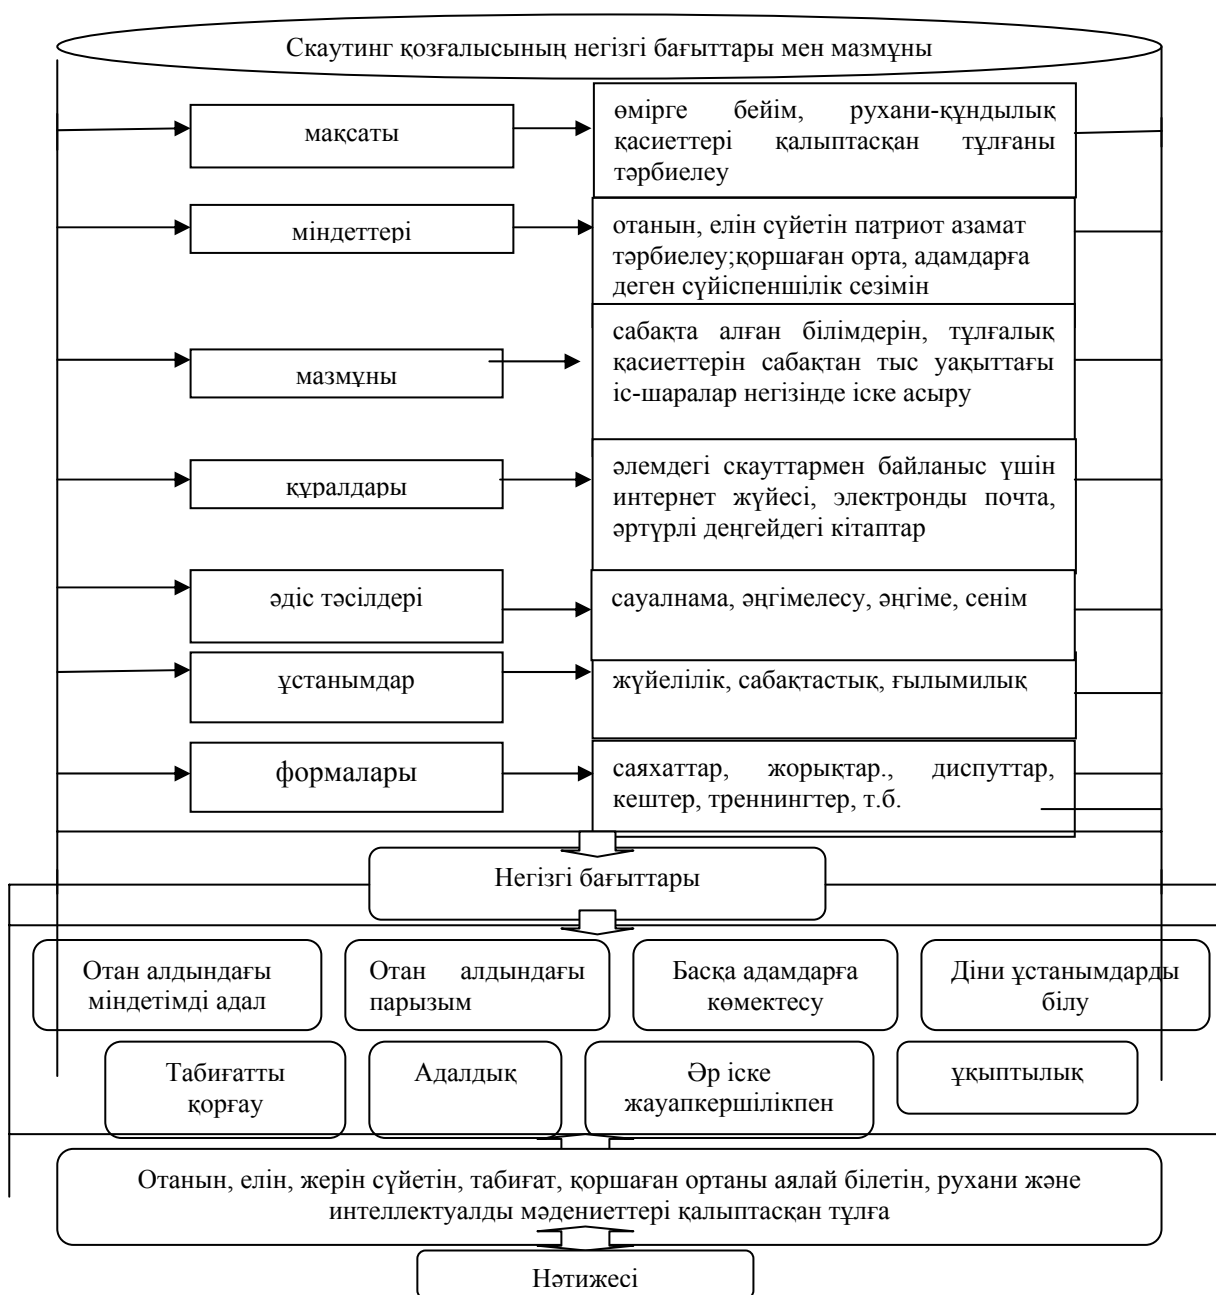 Скаутинг қозғалысының негізгі бағыттары мен мазмұны
мақсаты
өмірге бейім, рухани-құндылық
қасиеттері қалыптасқан тұлғаны
тәрбиелеу
міндеттері
отанын, елін сүйетін патриот азамат
тәрбиелеу;қоршаған орта, адамдарға
деген сүйіспеншілік сезімін
мазмұны
сабақта алған білімдерін, тұлғалық
қасиеттерін сабақтан тыс уақыттағы
іс-шаралар негізінде іске асыру
құралдары
әлемдегі скауттармен байланыс үшін
интернет жүйесі, электронды почта,
әртүрлі деңгейдегі кітаптар
әдіс тәсілдері
сауалнама, әңгімелесу, әңгіме, сенім
ұстанымдар
жүйелілік, сабақтастық, ғылымилық
формалары
саяхаттар, жорықтар., диспуттар,
кештер, треннингтер, т.б.
Негізгі бағыттары
Отан алдындағы
міндетімді адал
Отан алдындағы
парызым
Басқа адамдарға
көмектесу
Діни ұстанымдарды
білу
Табиғатты
қорғау
Адалдық
Әр іске
жауапкершілікпен
ұқыптылық
Отанын, елін, жерін сүйетін, табиғат, қоршаған ортаны аялай білетін, рухани және
интеллектуалды мәдениеттері қалыптасқан тұлға
Нәтижесі